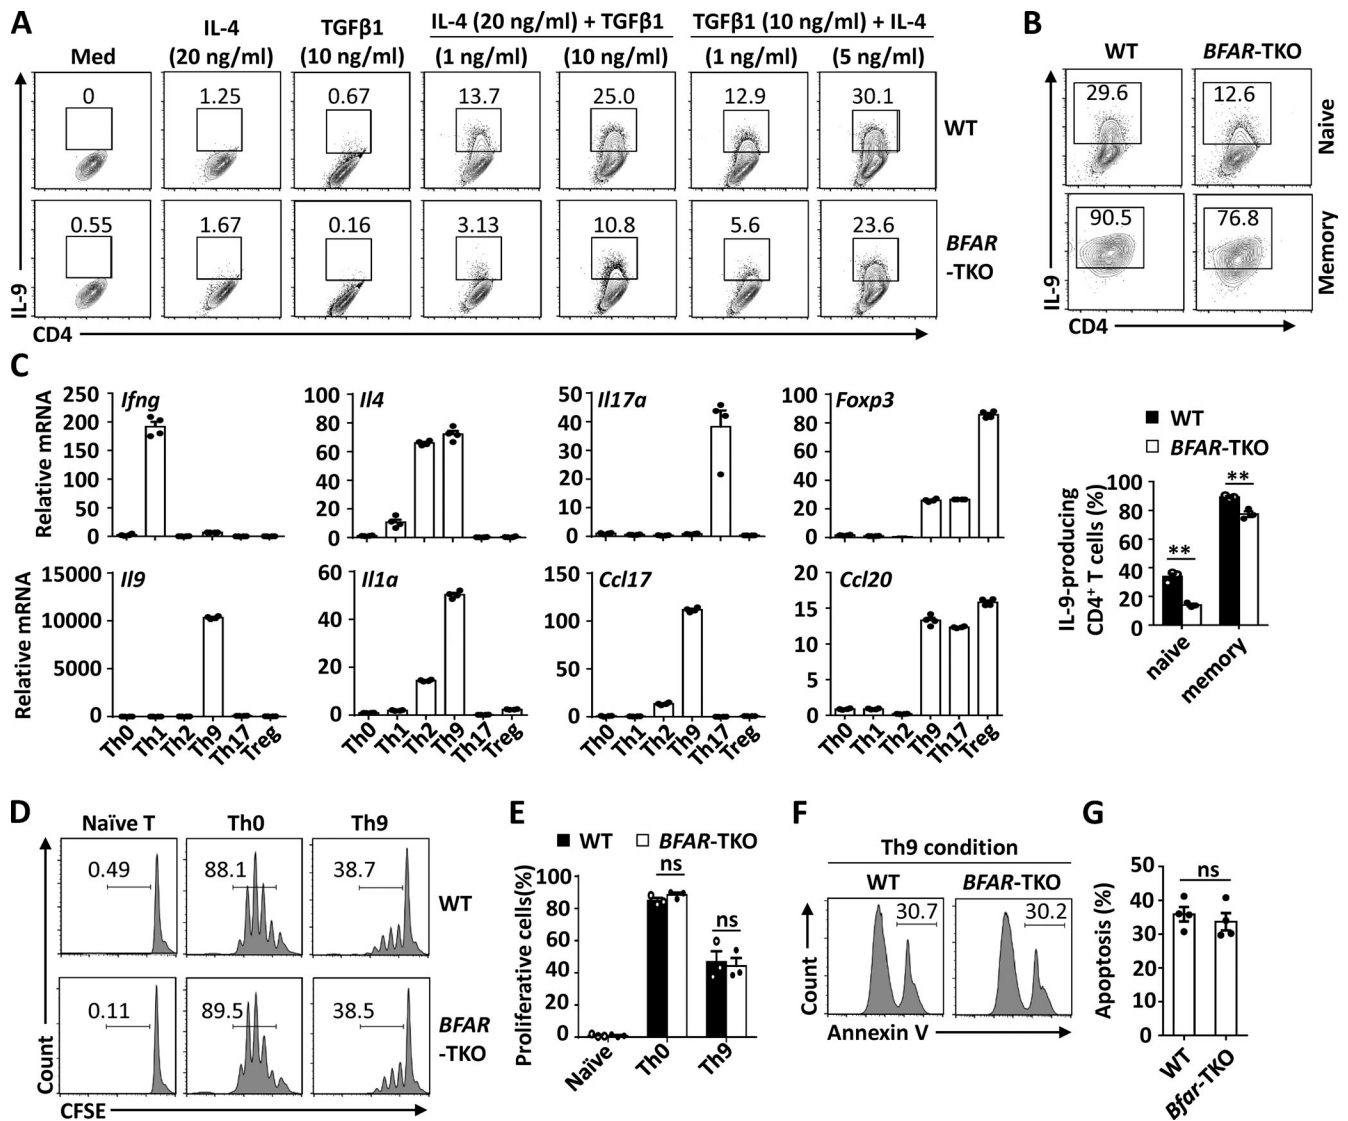 A
Med
IL-4
(20 ng/ml)
TGFβ1
(10 ng/ml)
IL-4 (20 ng/ml) + TGFβ1
(1 ng/ml)
(10 ng/ml)
TGFβ1 (10 ng/ml) + IL-4
(1 ng/ml)
(5 ng/ml)
0
1.25
0.67
13.7
25.0
12.9
30.1
WT
0.55
1.67
0.16
3.13
10.8
5.6
23.6
BFAR
-TKO
IL-9
CD4
B
WT
BFAR-TKO
29.6
12.6
Naive
90.5
76.8
Memory
IL-9
CD4
WT
BFAR-TKO
IL-9-producing
CD4+ T cells (%)
100
80
60
40
20
0
**
**
naive
memory
C
Relative mRNA
250
200
150
100
50
0
Ifng
100
80
60
40
20
0
Il4
50
40
30
20
10
0
Il17a
100
80
60
40
20
0
Foxp3
Relative mRNA
15000
10000
5000
0
Il9
60
40
20
0
Il1a
150
100
50
0
Ccl17
20
15
10
5
0
Ccl20
Th0
Th1
Th2
Th9
Th17
Treg
Th0
Th1
Th2
Th9
Th17
Treg
Th0
Th1
Th2
Th9
Th17
Treg
Th0
Th1
Th2
Th9
Th17
Treg
D
Naïve T
Th0
Th9
0.49
88.1
38.7
WT
0.11
89.5
38.5
BFAR
-TKO
Count
CFSE
E
WT
BFAR-TKO
Proliferative cells(%)
100
80
60
40
20
0
ns
ns
Naïve
Th0
Th9
F
Th9 condition
WT
BFAR-TKO
30.7
30.2
Count
Annexin V
G
Apoptosis (%)
50
40
30
20
10
0
ns
WT
Bfar-TKO